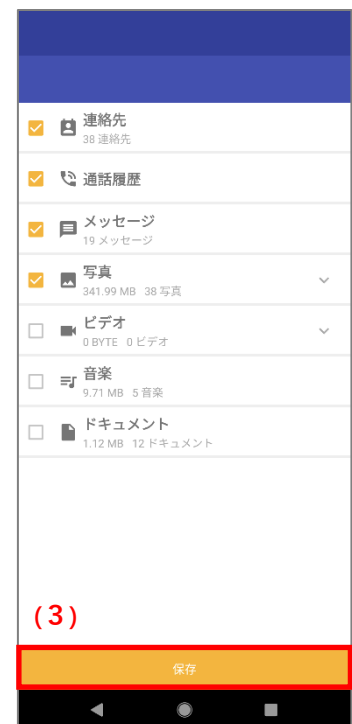 連絡先
38 連絡先
通話履歴
メッセージ
19 メッセージ
写真
341.99 MB 38 写真
ビデオ
0 BYTE 0 ビデオ
音楽
9.71 MB 5 音楽
ドキュメント
1.12 MB 12 ドキュメント
(3)
保存